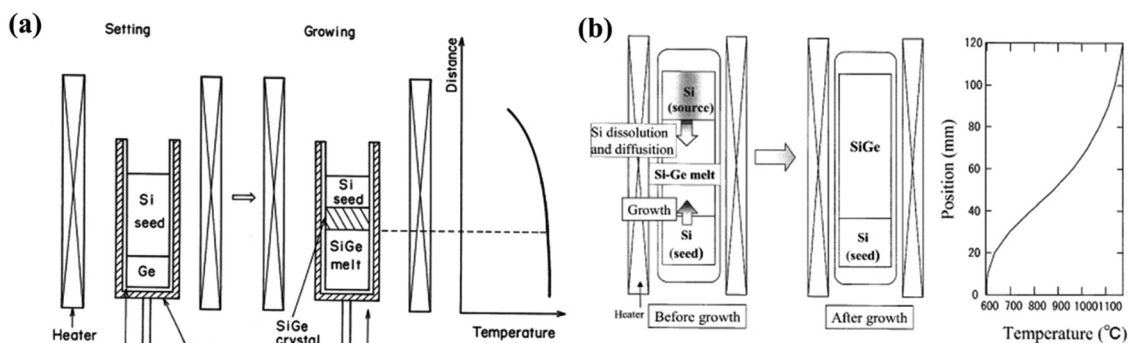 (a)
Setting
Growing
Si
seed
Ge
Heater
Si
seed
SiGe
melt
SiGe
crystal
Distance
Temperature
(b)
Si
(source)
Si dissolution
and diffusition
Si-Ge melt
Growth
Si
(seed)
Heater
Before growth
SiGe
Si
(seed)
After growth
Position (mm)
120
100
80
60
40
20
0
600 700 800 900 1000 1100
Temperature (℃)